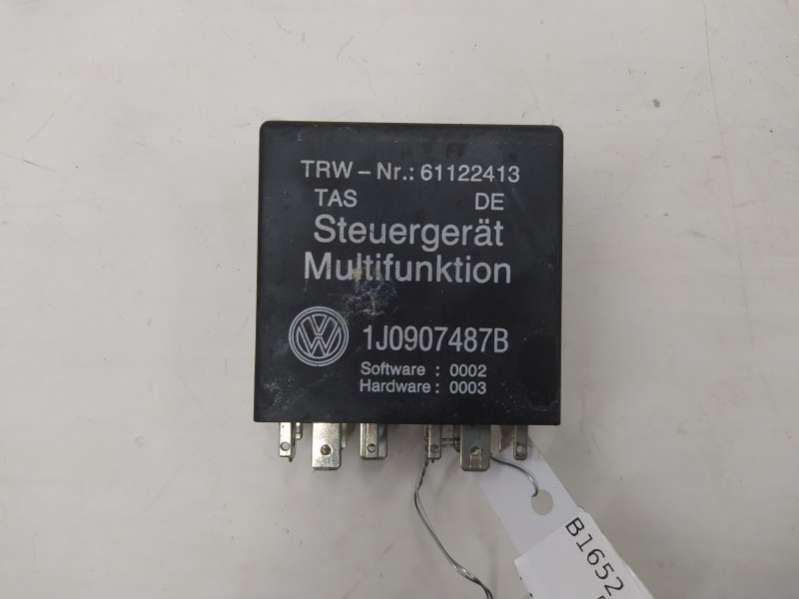 TRW – Nr.: 61122413
TAS DE
Steuergerät
Multifunktion
1J0907487B
Software : 0002
Hardware : 0003
B1652